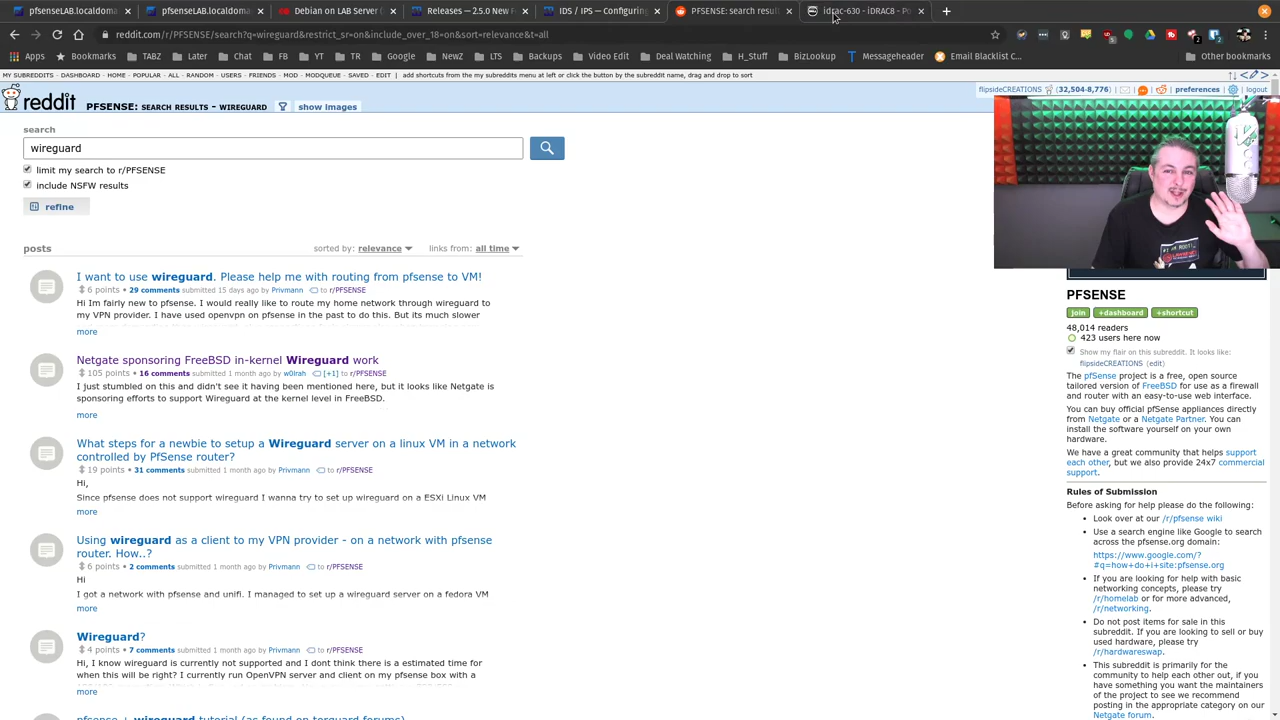 pfsenseLAB.localdoma
pfsenseLAB.localdoma
Debian on LAB Server (
Releases — 2.5.0 New F
IDS / IPS — Configuring
PFSENSE: search result
idrac-630 - iDRAC8 - Po
reddit.com/r/PFSENSE/search?q=wireguard&restrict_sr=on&include_over_18=on&sort=relevance&t=all
Apps
Bookmarks
TABZ
Later
Chat
FB
YT
Google
NewZ
LTS
Backups
Video Edit
Deal Watching
H_Stuff
BizLookup
Messageheader
Email Blacklist C...
Other bookmarks
MY SUBREDDITS - DASHBOARD - HOME - POPULAR - ALL - RANDOM - USERS - FRIENDS - MOD - MODQUEUE - SAVED - EDIT - | add shortcuts from the my subreddits menu at left or click the button by the subreddit name, drag and drop to sort
reddit PFSENSE: SEARCH RESULTS - WIREGUARD show images
flipsideCREATIONS (32,504·8,776) | preferences | logout
search
wireguard
limit my search to r/PFSENSE
include NSFW results
refine
posts
sorted by: relevance
links from: all time
I want to use wireguard. Please help me with routing from pfsense to VM!
6 points • 29 comments submitted 15 days ago by Privmann to r/PFSENSE
Hi Im fairly new to pfsense. I would really like to route my home network through wireguard to
my VPN provider. I have used openvpn on pfsense in the past to do this. But its much slower
more
Netgate sponsoring FreeBSD in-kernel Wireguard work
105 points • 16 comments submitted 1 month ago by w0lrah [+1] to r/PFSENSE
I just stumbled on this and didn't see it having been mentioned here, but it looks like Netgate is
sponsoring efforts to support Wireguard at the kernel level in FreeBSD.
more
What steps for a newbie to setup a Wireguard server on a linux VM in a network
controlled by PfSense router?
19 points • 31 comments submitted 1 month ago by Privmann to r/PFSENSE
Hi,
Since pfsense does not support wireguard I wanna try to set up wireguard on a ESXi Linux VM
more
Using wireguard as a client to my VPN provider - on a network with pfsense
router. How..?
6 points • 2 comments submitted 1 month ago by Privmann to r/PFSENSE
Hi
I got a network with pfsense and unifi. I managed to set up a wireguard server on a fedora VM
more
Wireguard?
4 points • 7 comments submitted 1 month ago by Privmann to r/PFSENSE
Hi, I know wireguard is currently not supported and I dont think there is a estimated time for
when this will be right? I currently run OpenVPN server and client on my pfsense box with a
more
pfsense + wireguard tutorial (as found on torguard forums)
PFSENSE
join +dashboard +shortcut
48,014 readers
423 users here now
Show my flair on this subreddit. It looks like:
flipsideCREATIONS (edit)
The pfSense project is a free, open source
tailored version of FreeBSD for use as a firewall
and router with an easy-to-use web interface.
You can buy official pfSense appliances directly
from Netgate or a Netgate Partner. You can
install the software yourself on your own
hardware.
We have a great community that helps support
each other, but we also provide 24x7 commercial
support.
Rules of Submission
Before asking for help please do the following:
Look over at our /r/pfsense wiki
Use a search engine like Google to search
across the pfsense.org domain:
https://www.google.com/?
#q=how+do+i+site:pfsense.org
If you are looking for help with basic
networking concepts, please try
/r/homelab or for more advanced,
/r/networking.
Do not post items for sale in this
subreddit. If you are looking to sell or buy
used hardware, please try
/r/hardwareswap.
This subreddit is primarily for the
community to help each other out, if you
have something you want the maintainers
of the project to see we recommend
posting in the appropriate category on our
Netgate forum.